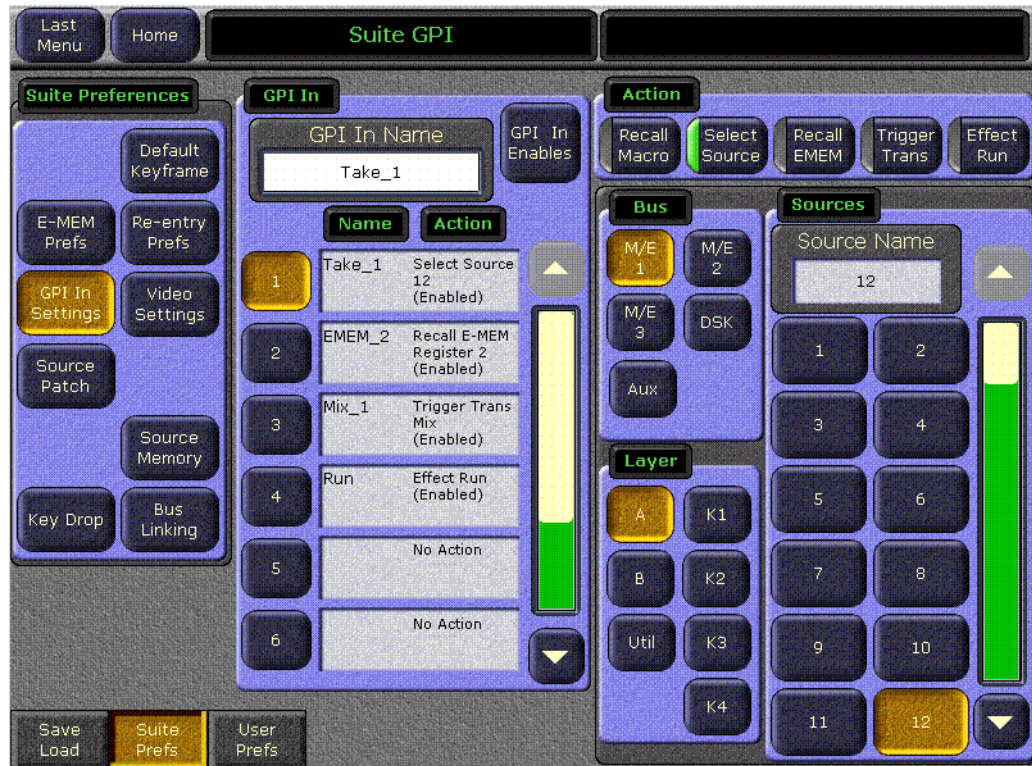 Last
Menu
Home
Suite GPI
Suite Preferences
Default
Keyframe
E-MEM
Prefs
Re-entry
Prefs
GPI In
Settings
Video
Settings
Source
Patch
Source
Memory
Key Drop
Bus
Linking
GPI In
GPI In Name
Take_1
GPI In
Enables
Name
Action
1
Take_1
Select Source
12
(Enabled)
2
EMEM_2
Recall E-MEM
Register 2
(Enabled)
3
Mix_1
Trigger Trans
Mix
(Enabled)
4
Run
Effect Run
(Enabled)
5
No Action
6
No Action
Action
Recall
Macro
Select
Source
Recall
EMEM
Trigger
Trans
Effect
Run
Bus
M/E
1
M/E
2
M/E
3
DSK
Aux
Layer
A
K1
B
K2
Util
K3
K4
Sources
Source Name
12
1
2
3
4
5
6
7
8
9
10
11
12
Save
Load
Suite
Prefs
User
Prefs